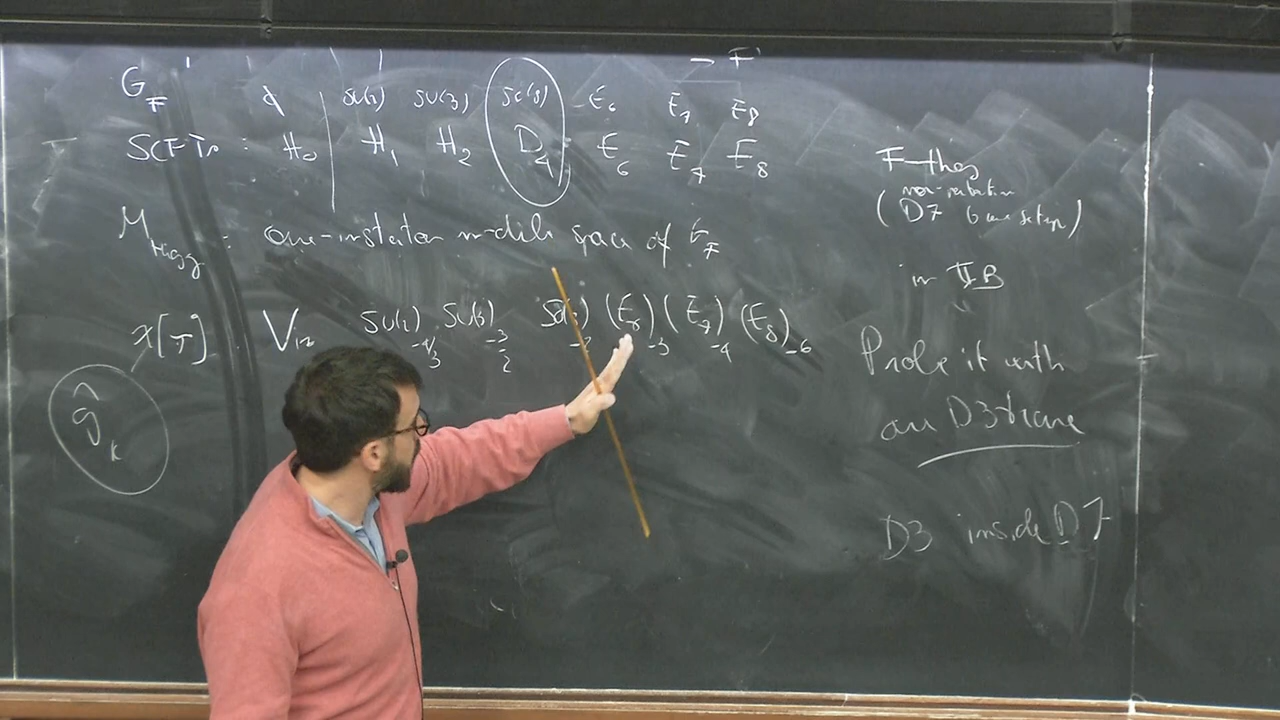 → F
G_F ∅ SU(2) SU(3) SO(8) E_6 E_7 E_8
SCFTs : H_0 H_1 H_2 D_4 E_6 E_7 E_8
M_Higgs : one-instanton moduli space of G_F
χ[T] : Vir SU(2)_{-4/3} SU(3)_{-3/2} SO(8)_{-2} (E_6)_{-3} (E_7)_{-4} (E_8)_{-6}
ĝ_k
F-theory
(non-perturbative
D7 brane setup)
in IIB
Probe it with
an D3 brane
D3 inside D7